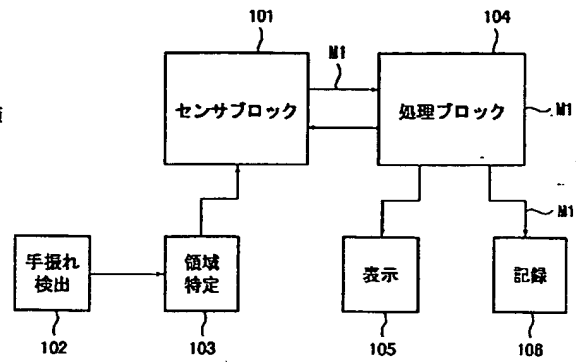 101
104
M1
センサブロック
処理ブロック
M1
M1
手振れ
検出
領域
特定
表示
記録
102
103
105
106